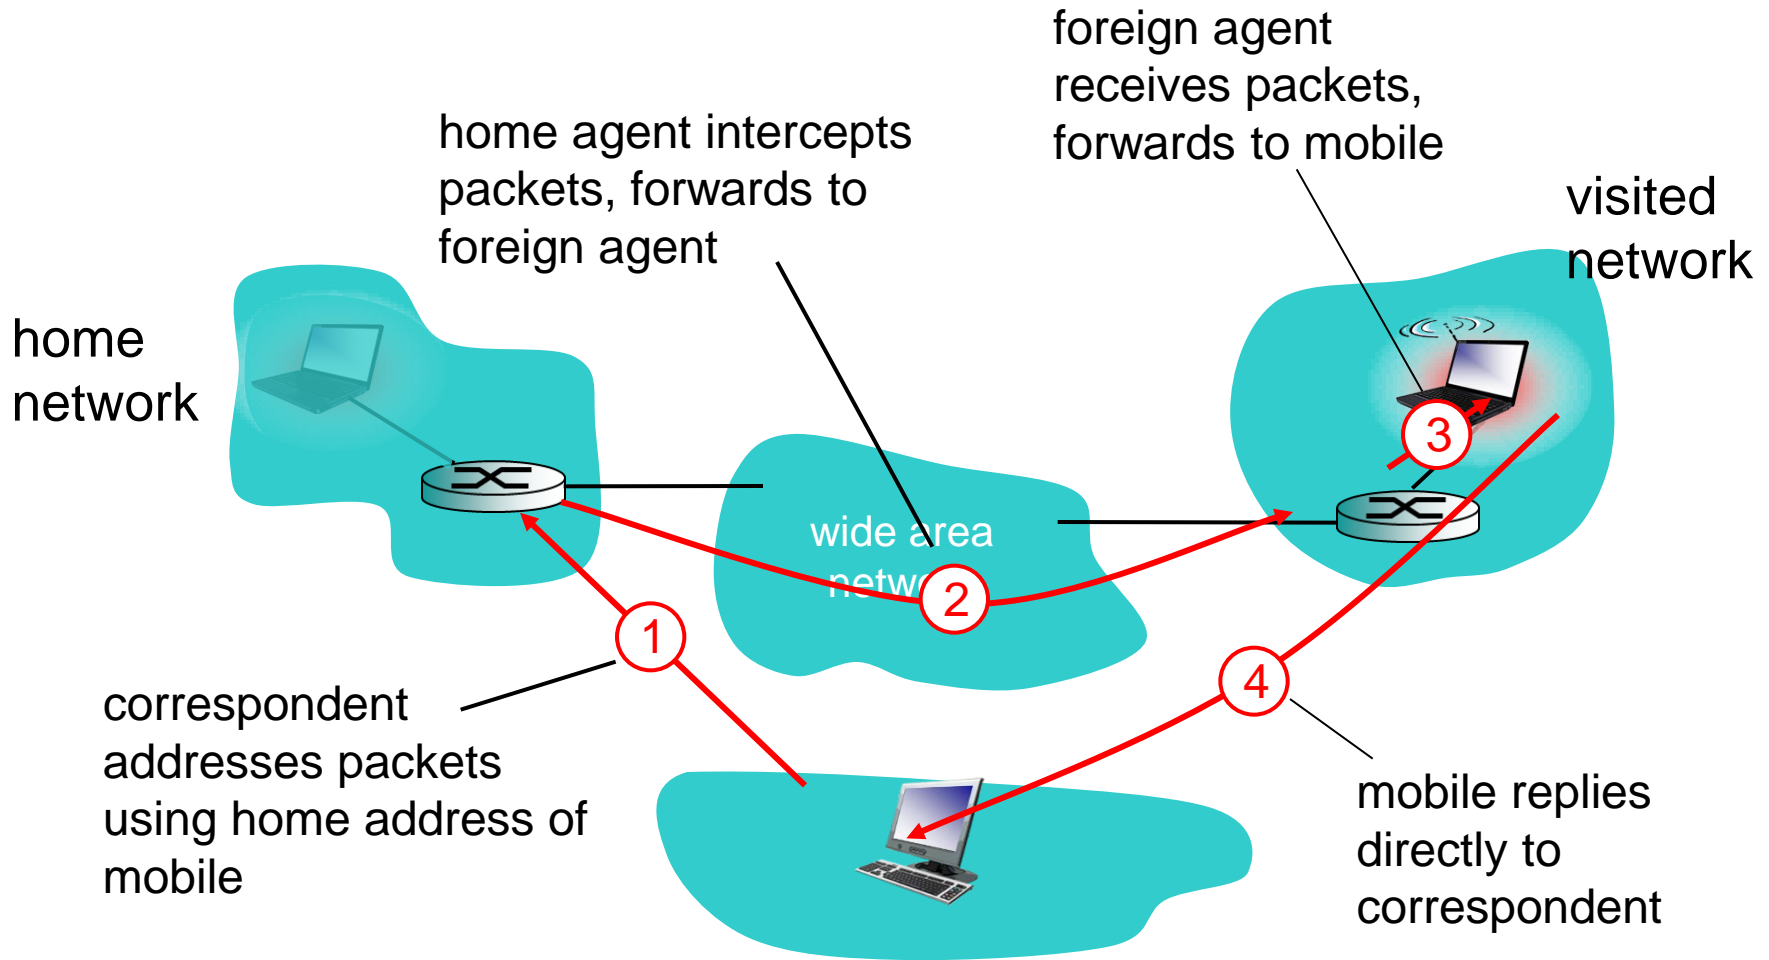 foreign agent
receives packets,
forwards to mobile
home agent intercepts
packets, forwards to
foreign agent
visited
network
home
network
3
wide area
2
1
4
correspondent
addresses packets
using home address of
mobile
mobile replies
directly to
correspondent